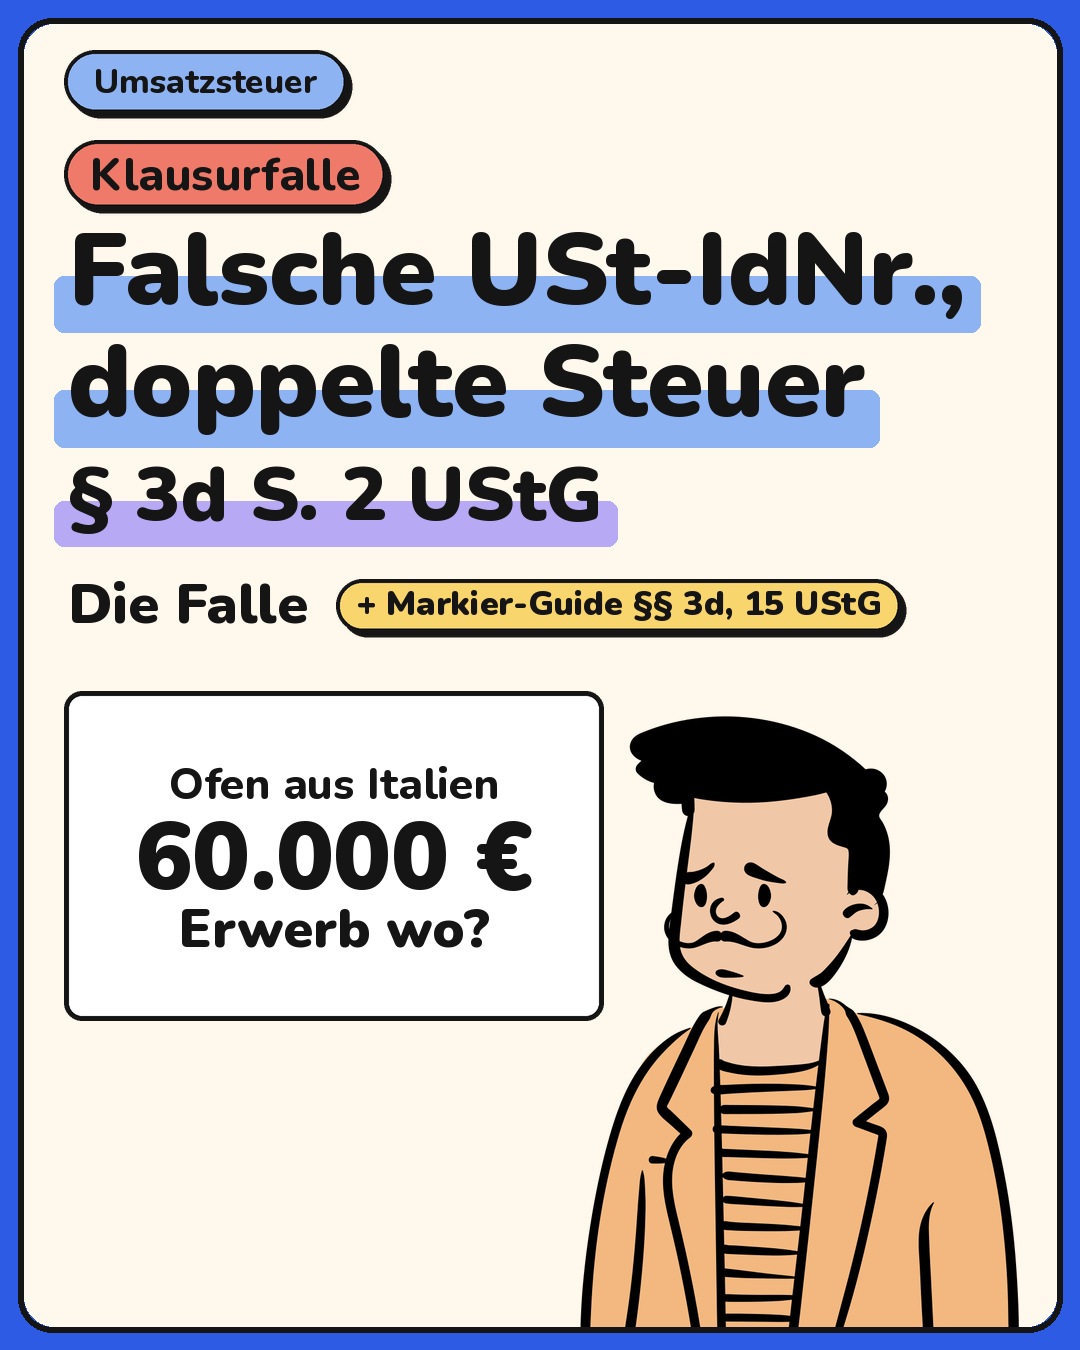 Umsatzsteuer
Klausurfalle
Falsche USt-IdNr.,
doppelte Steuer
§ 3d S. 2 UStG
Die Falle + Markier-Guide §§ 3d, 15 UStG
Ofen aus Italien
60.000 €
Erwerb wo?